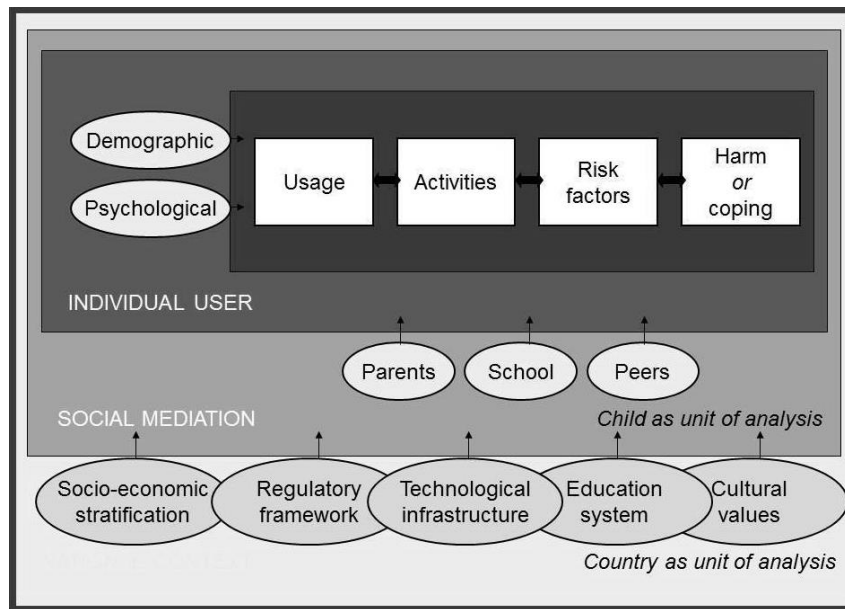 Demographic
Psychological
Usage
Activities
Risk
factors
Harm
or
coping
INDIVIDUAL USER
Parents
School
Peers
SOCIAL MEDIATION
Child as unit of analysis
Socio-economic
stratification
Regulatory
framework
Technological
infrastructure
Education
system
Cultural
values
Country as unit of analysis